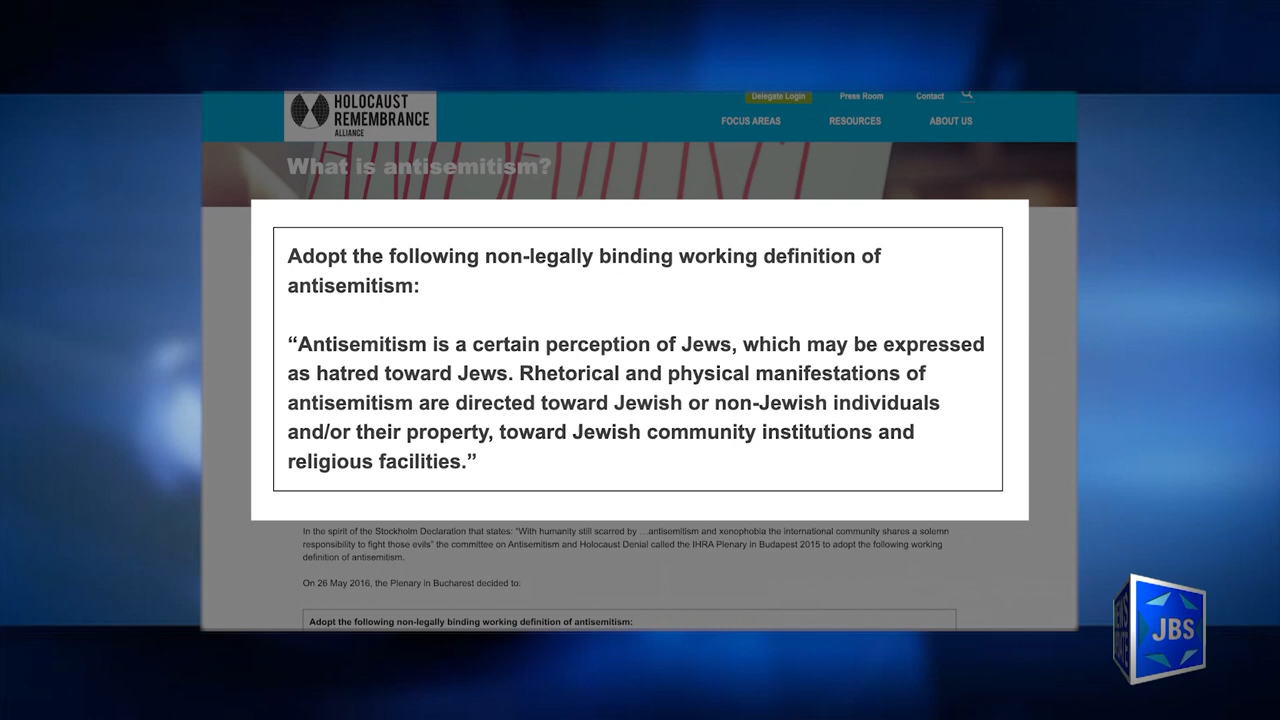 HOLOCAUST
REMEMBRANCE
ALLIANCE
Delegate Login Press Room Contact
FOCUS AREAS RESOURCES ABOUT US
What is antisemitism?
Adopt the following non-legally binding working definition of
antisemitism:
“Antisemitism is a certain perception of Jews, which may be expressed
as hatred toward Jews. Rhetorical and physical manifestations of
antisemitism are directed toward Jewish or non-Jewish individuals
and/or their property, toward Jewish community institutions and
religious facilities.”
In the spirit of the Stockholm Declaration that states: “With humanity still scarred by …antisemitism and xenophobia the international community shares a solemn
responsibility to fight those evils” the committee on Antisemitism and Holocaust Denial called the IHRA Plenary in Budapest 2015 to adopt the following working
definition of antisemitism.
On 26 May 2016, the Plenary in Bucharest decided to:
Adopt the following non-legally binding working definition of antisemitism:
JBS